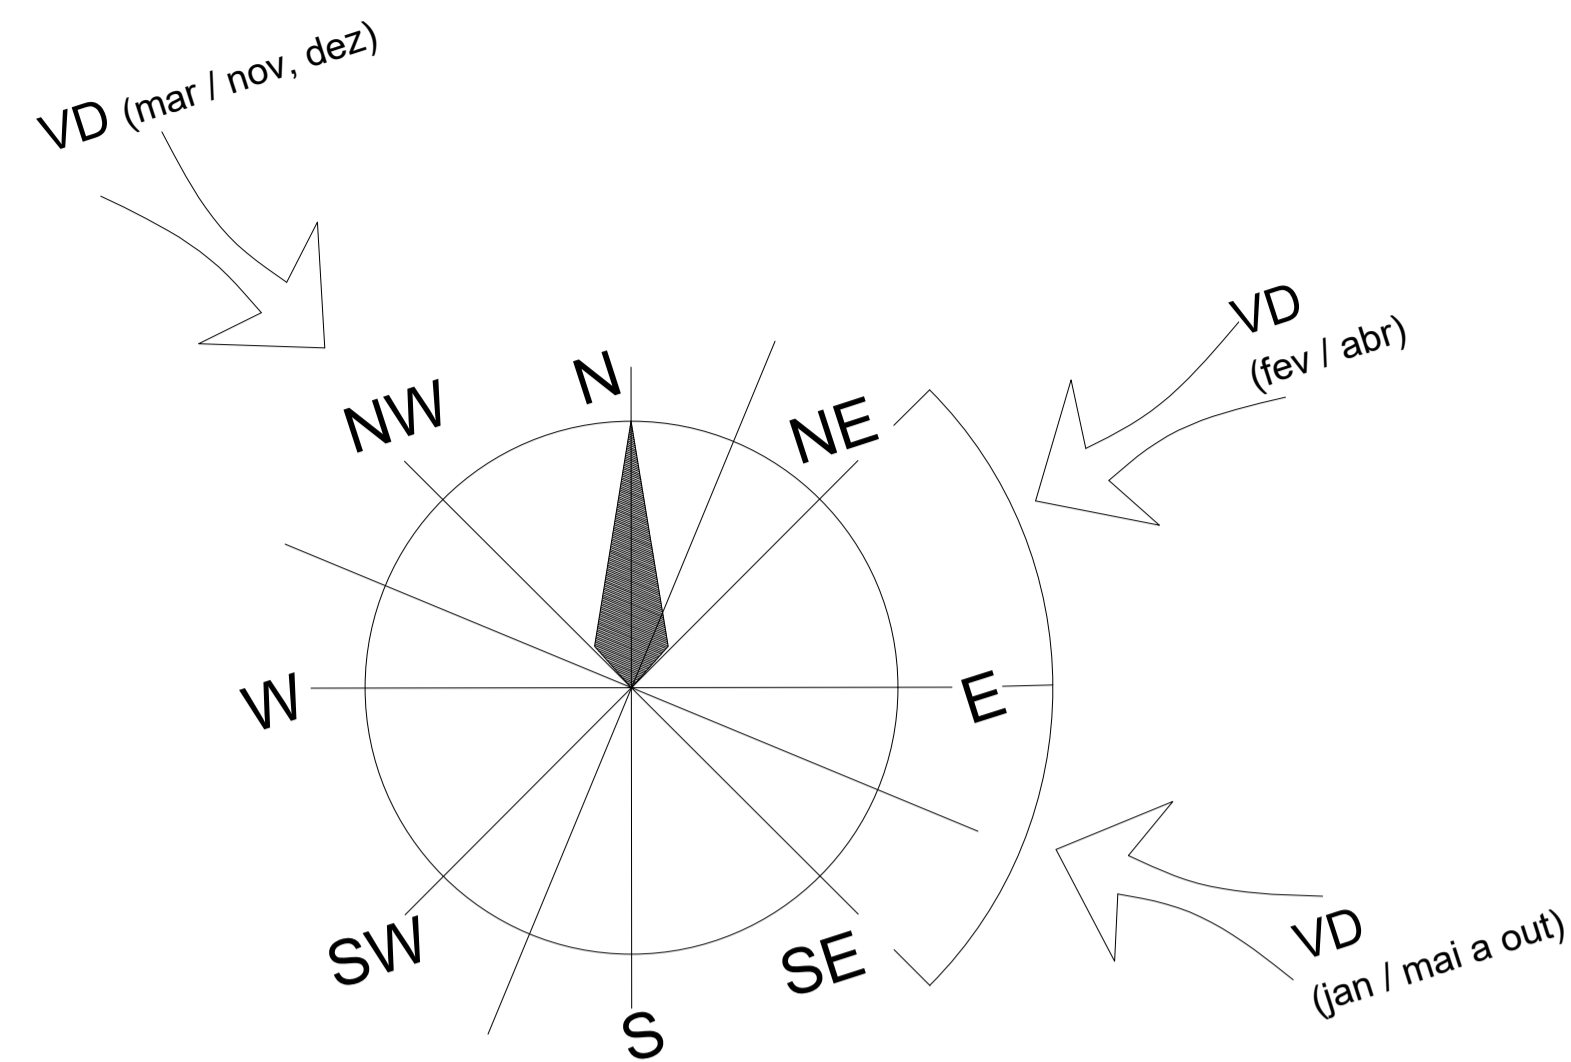 VD (mar / nov, dez)
VD
(fev / abr)
N
NW
NE
W
E
SW
SE
S
VD
(jan / mai a out)